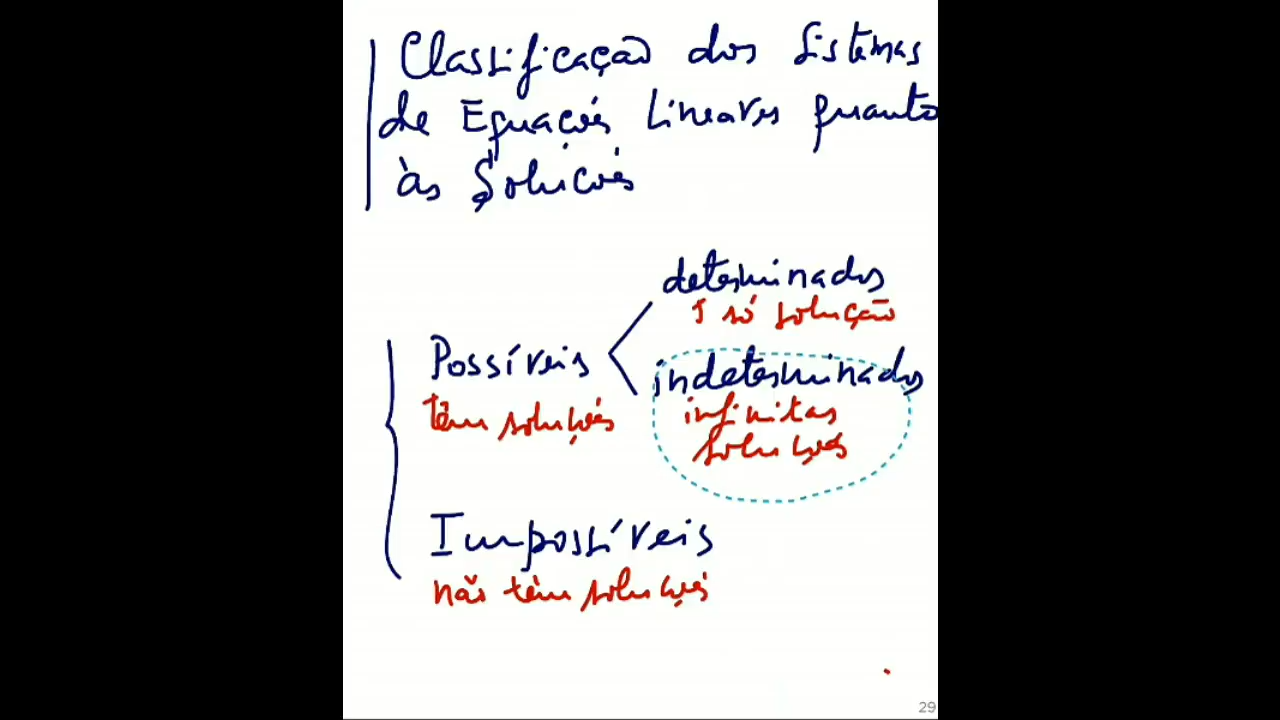 Classificação dos Sistemas
de Equações Lineares quanto
às Soluções
determinados
1 só solução
Possíveis
têm soluções
indeterminados
infinitas
soluções
Impossíveis
não têm soluções
29